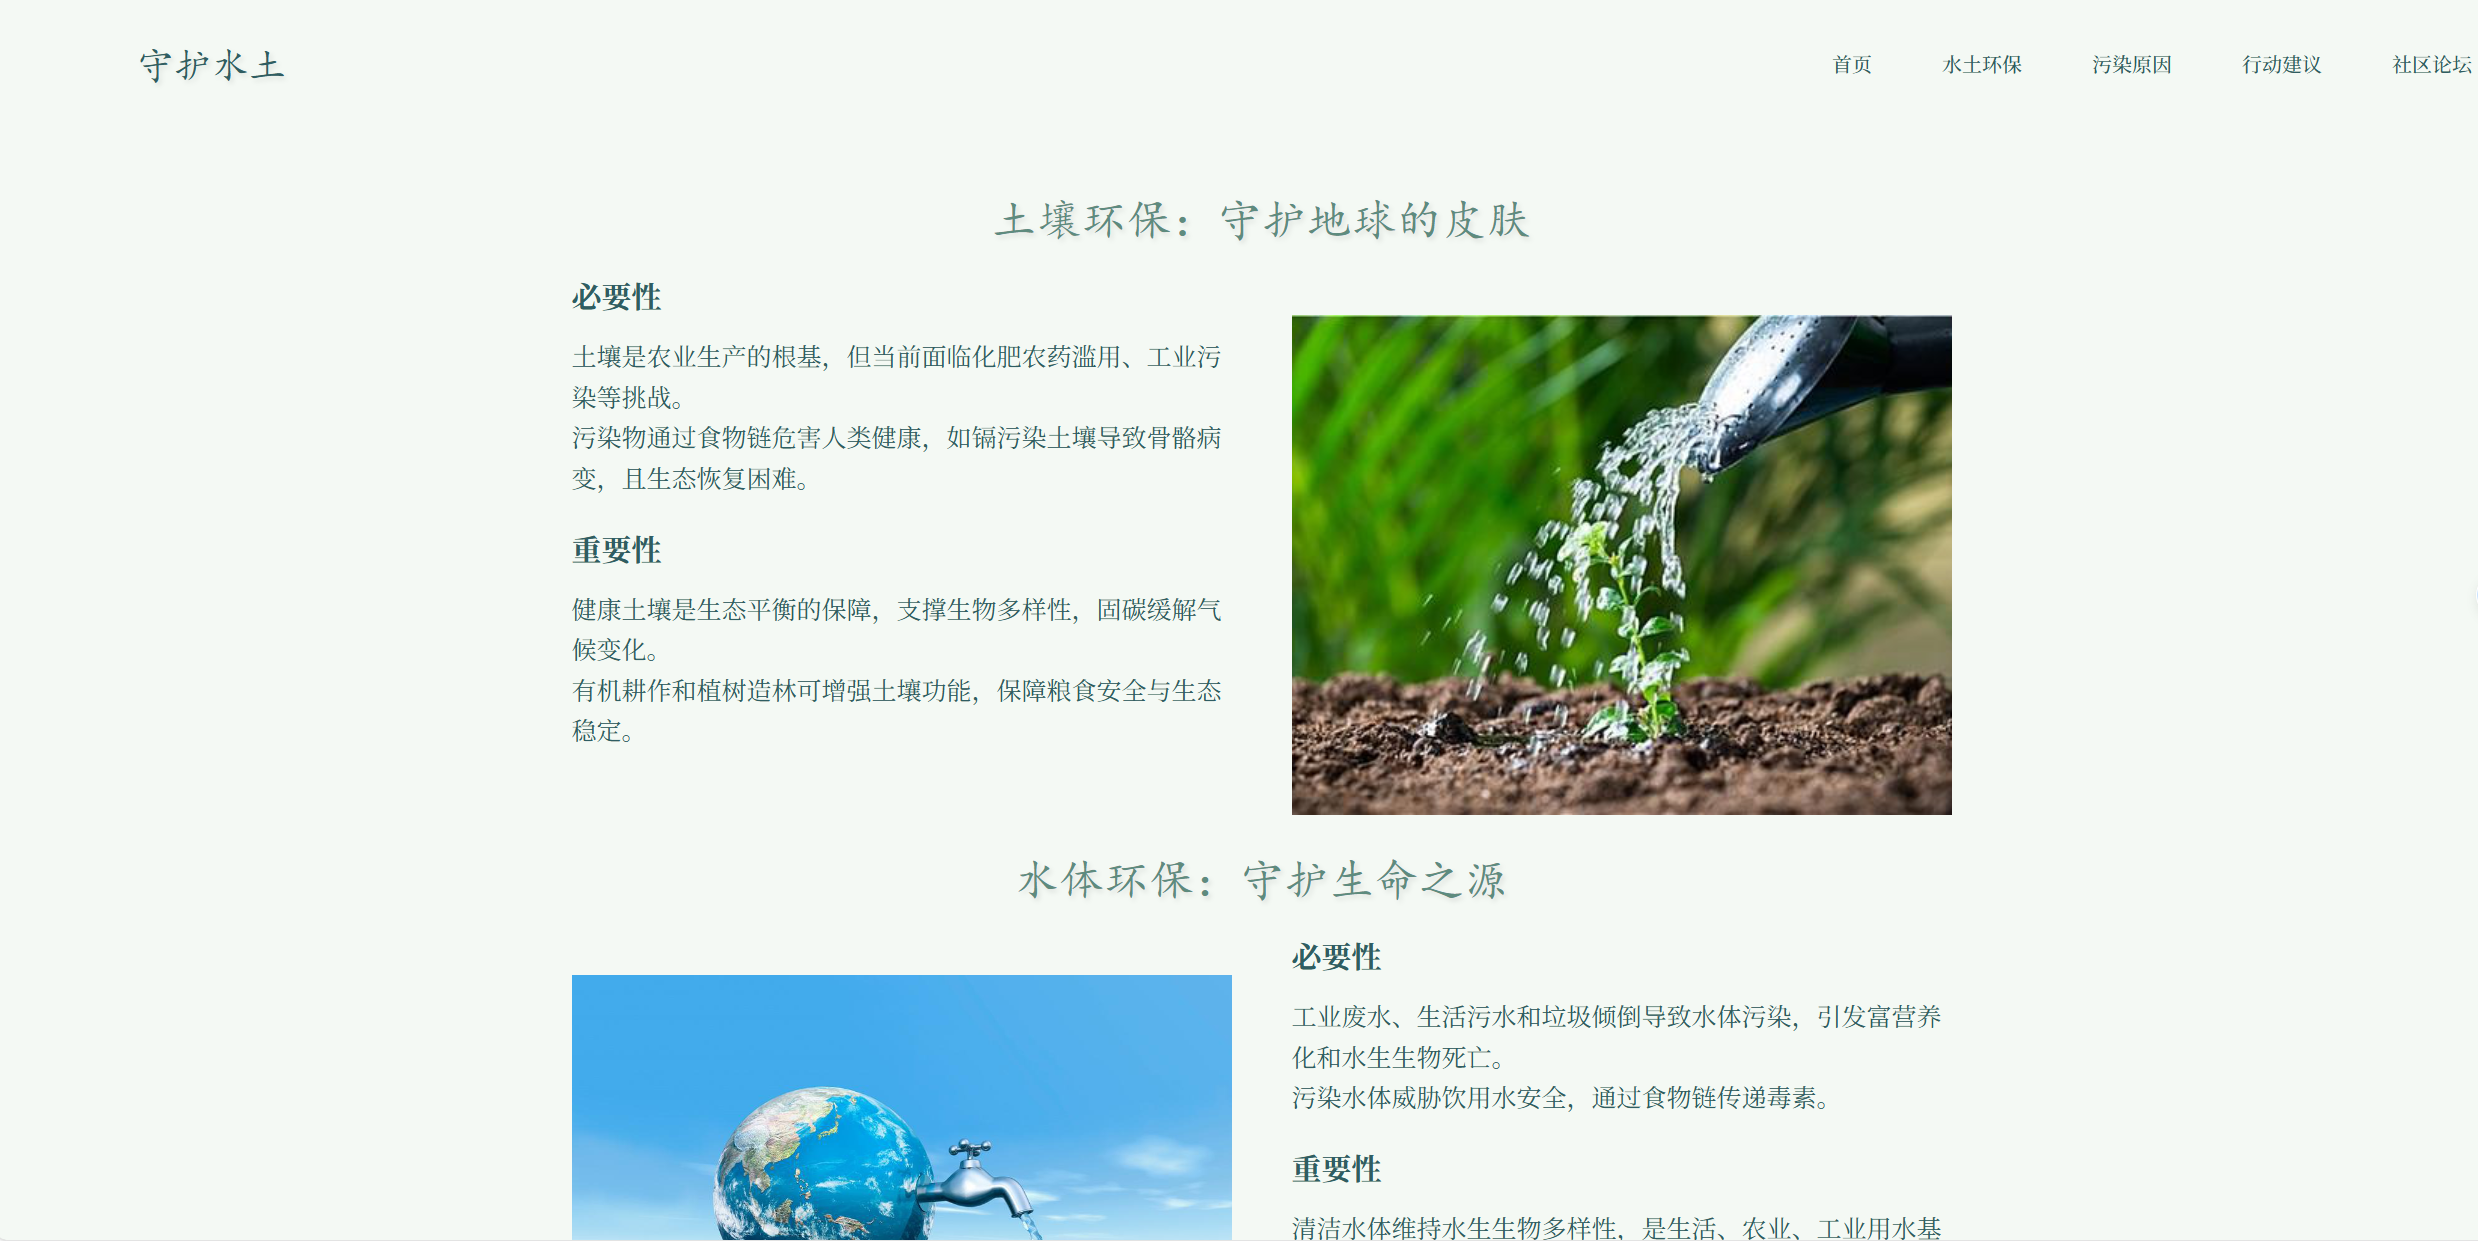 守护水土
首页
水土环保
污染原因
行动建议
社区论坛
土壤环保：守护地球的皮肤
必要性
土壤是农业生产的根基，但当前面临化肥农药滥用、工业污
染等挑战。
污染物通过食物链危害人类健康，如镉污染土壤导致骨骼病
变，且生态恢复困难。
重要性
健康土壤是生态平衡的保障，支撑生物多样性，固碳缓解气
候变化。
有机耕作和植树造林可增强土壤功能，保障粮食安全与生态
稳定。
水体环保：守护生命之源
必要性
工业废水、生活污水和垃圾倾倒导致水体污染，引发富营养
化和水生生物死亡。
污染水体威胁饮用水安全，通过食物链传递毒素。
重要性
清洁水体维持水生生物多样性，是生活、农业、工业用水基